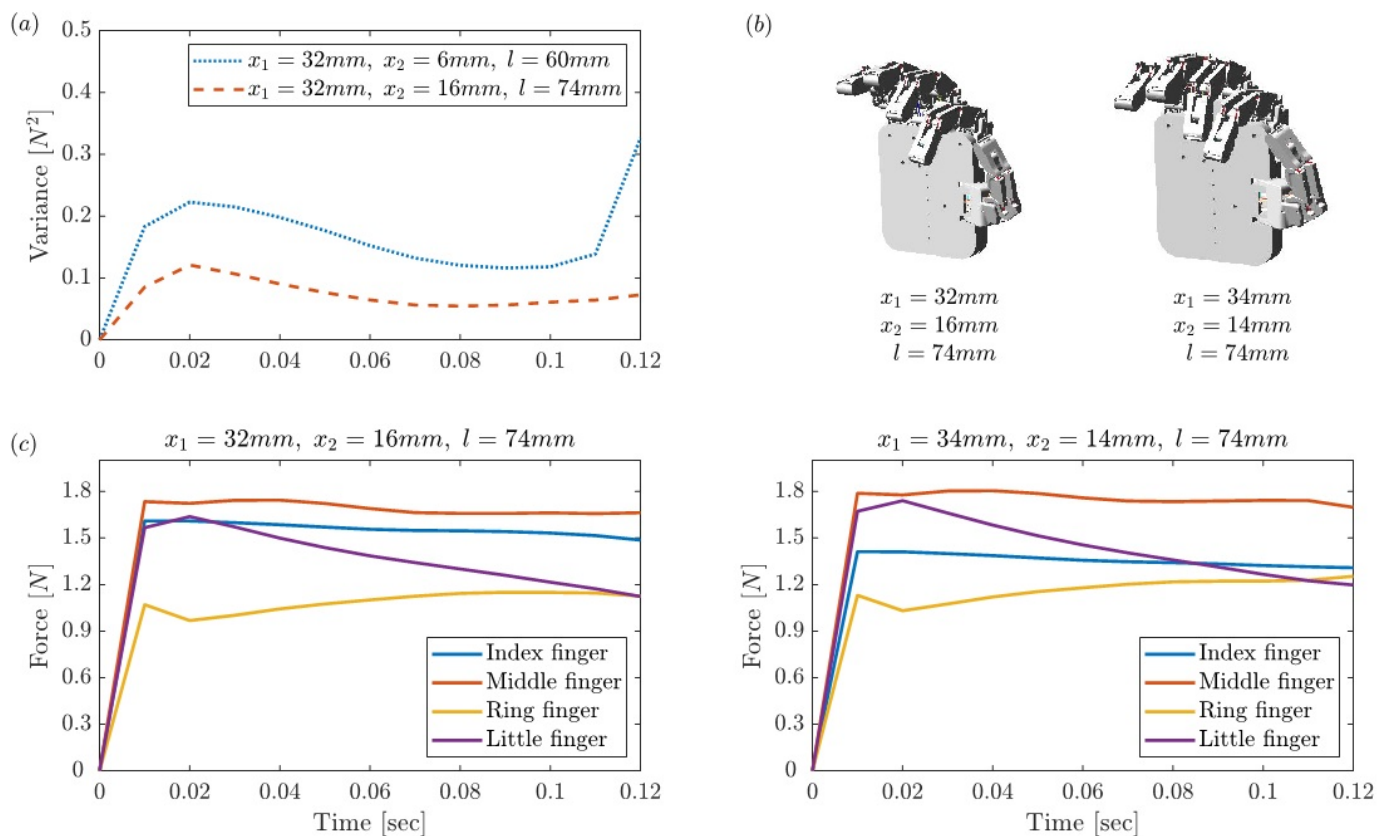 (a)
0.5
0.4
0.3
0.2
0.1
0
Variance [N²]
x₁ = 32mm, x₂ = 6mm, l = 60mm
x₁ = 32mm, x₂ = 16mm, l = 74mm
0 0.02 0.04 0.06 0.08 0.1 0.12
(b)
x₁ = 32mm
x₂ = 16mm
l = 74mm
x₁ = 34mm
x₂ = 14mm
l = 74mm
(c)
x₁ = 32mm, x₂ = 16mm, l = 74mm
1.8
1.5
1.2
0.9
0.6
0.3
0
Force [N]
Index finger
Middle finger
Ring finger
Little finger
0 0.02 0.04 0.06 0.08 0.1 0.12
Time [sec]
x₁ = 34mm, x₂ = 14mm, l = 74mm
1.8
1.5
1.2
0.9
0.6
0.3
0
Force [N]
Index finger
Middle finger
Ring finger
Little finger
0 0.02 0.04 0.06 0.08 0.1 0.12
Time [sec]